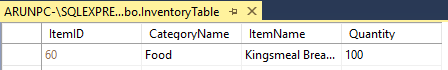 ARUNPC-\SQLEXPRE...bo.InventoryTable
ItemID CategoryName ItemName Quantity
60 Food Kingsmeal Brea... 100